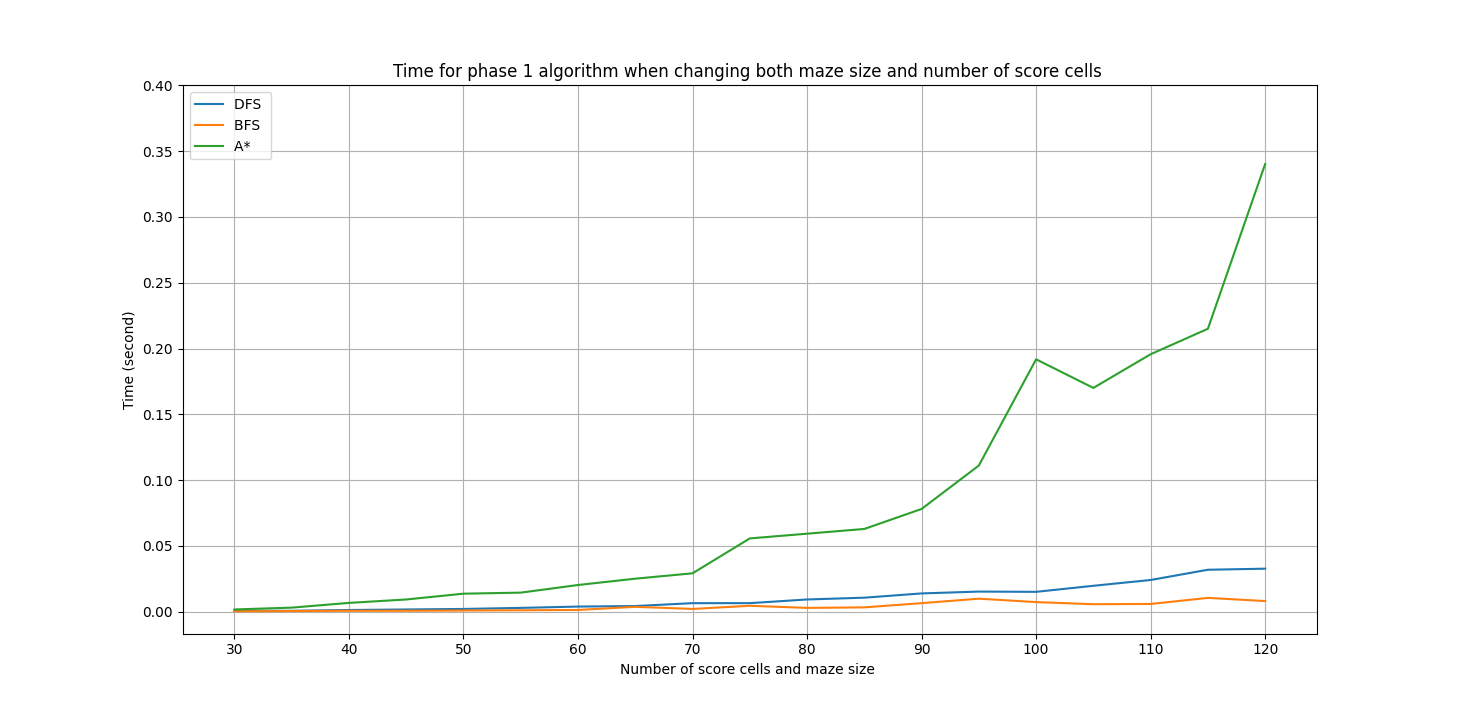 Time for phase 1 algorithm when changing both maze size and number of score cells
DFS
BFS
A*
0.40
0.35
0.30
0.25
0.20
0.15
0.10
0.05
0.00
Time (second)
30 40 50 60 70 80 90 100 110 120
Number of score cells and maze size